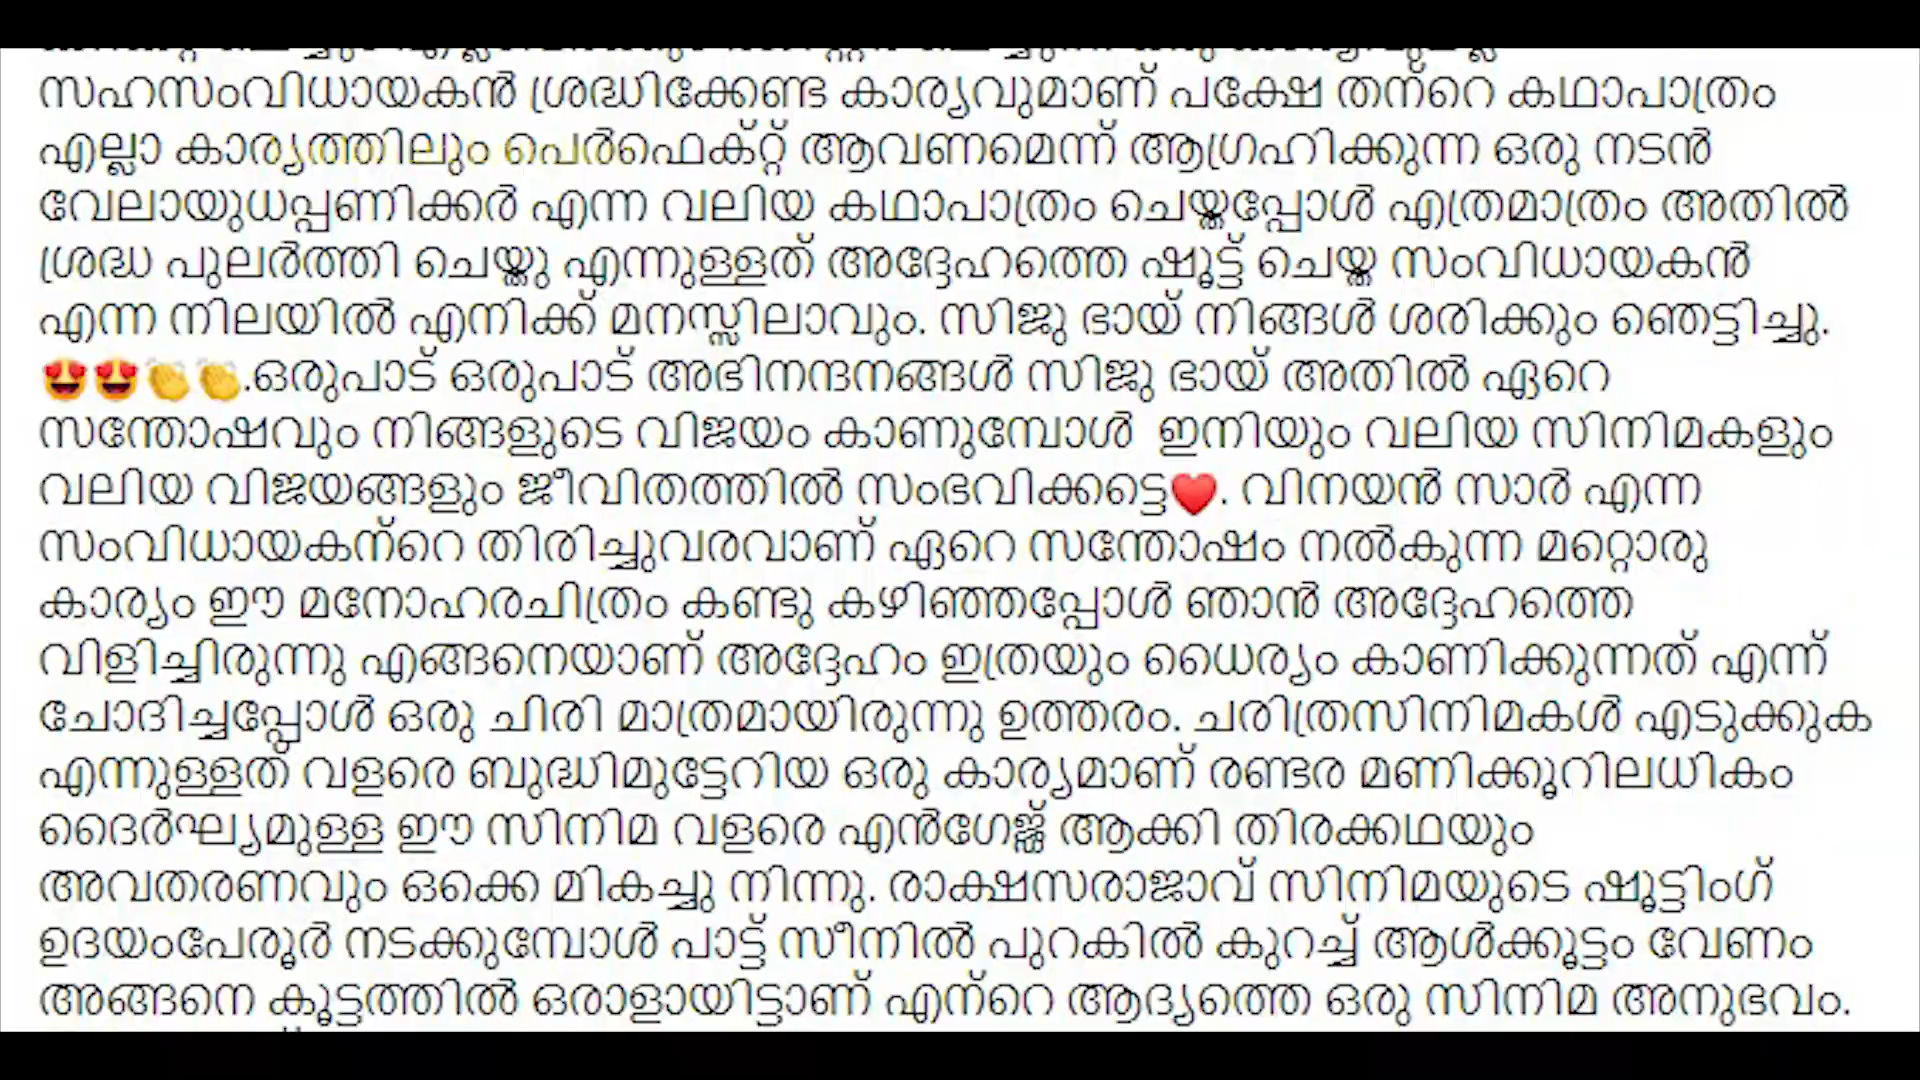 സഹസംവിധായകൻ ശ്രദ്ധിക്കേണ്ട കാര്യവുമാണ് പക്ഷേ തന്റെ കഥാപാത്രം
എല്ലാ കാര്യത്തിലും പെർഫെക്റ്റ് ആവണമെന്ന് ആഗ്രഹിക്കുന്ന ഒരു നടൻ
വേലായുധപ്പണിക്കർ എന്ന വലിയ കഥാപാത്രം ചെയ്തപ്പോൾ എത്രമാത്രം അതിൽ
ശ്രദ്ധ പുലർത്തി ചെയ്തു എന്നുള്ളത് അദ്ദേഹത്തെ ഷൂട്ട് ചെയ്ത സംവിധായകൻ
എന്ന നിലയിൽ എനിക്ക് മനസ്സിലാവും. സിജു ഭായ് നിങ്ങൾ ശരിക്കും ഞെട്ടിച്ചു.
😍😍👏👏.ഒരുപാട് ഒരുപാട് അഭിനന്ദനങ്ങൾ സിജു ഭായ് അതിൽ ഏറെ
സന്തോഷവും നിങ്ങളുടെ വിജയം കാണുമ്പോൾ ഇനിയും വലിയ സിനിമകളും
വലിയ വിജയങ്ങളും ജീവിതത്തിൽ സംഭവിക്കട്ടെ❤️. വിനയൻ സാർ എന്ന
സംവിധായകന്റെ തിരിച്ചുവരവാണ് ഏറെ സന്തോഷം നൽകുന്ന മറ്റൊരു
കാര്യം ഈ മനോഹരചിത്രം കണ്ടു കഴിഞ്ഞപ്പോൾ ഞാൻ അദ്ദേഹത്തെ
വിളിച്ചിരുന്നു എങ്ങനെയാണ് അദ്ദേഹം ഇത്രയും ധൈര്യം കാണിക്കുന്നത് എന്ന്
ചോദിച്ചപ്പോൾ ഒരു ചിരി മാത്രമായിരുന്നു ഉത്തരം. ചരിത്രസിനിമകൾ എടുക്കുക
എന്നുള്ളത് വളരെ ബുദ്ധിമുട്ടേറിയ ഒരു കാര്യമാണ് രണ്ടര മണിക്കൂറിലധികം
ദൈർഘ്യമുള്ള ഈ സിനിമ വളരെ എൻഗേജ്ഡ് ആക്കി തിരക്കഥയും
അവതരണവും ഒക്കെ മികച്ചു നിന്നു. രാക്ഷസരാജാവ് സിനിമയുടെ ഷൂട്ടിംഗ്
ഉദയംപേരൂർ നടക്കുമ്പോൾ പാട്ട് സീനിൽ പുറകിൽ കുറച്ച് ആൾക്കൂട്ടം വേണം
അങ്ങനെ കൂട്ടത്തിൽ ഒരാളായിട്ടാണ് എന്റെ ആദ്യത്തെ ഒരു സിനിമ അനുഭവം.